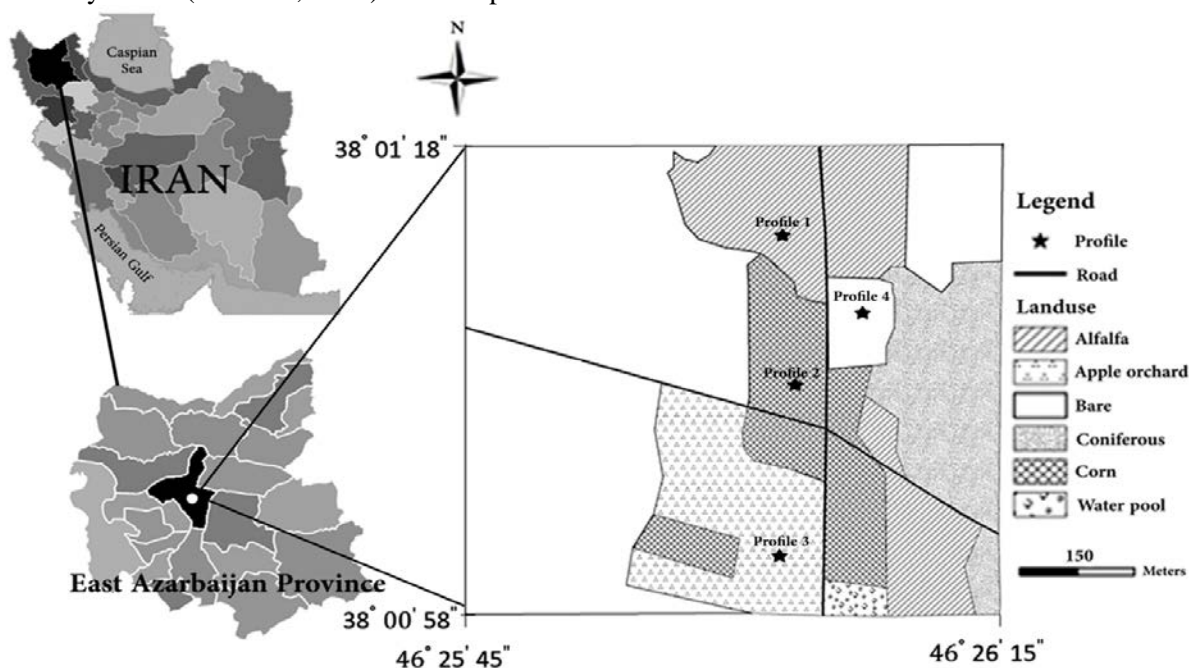 N
Caspian
Sea
IRAN
Persian Gulf
East Azarbaijan Province
38° 01' 18"
38° 00' 58"
46° 25' 45"
46° 26' 15"
Profile 1
Profile 4
Profile 2
Profile 3
Legend
Profile
Road
Landuse
Alfalfa
Apple orchard
Bare
Coniferous
Corn
Water pool
150
Meters